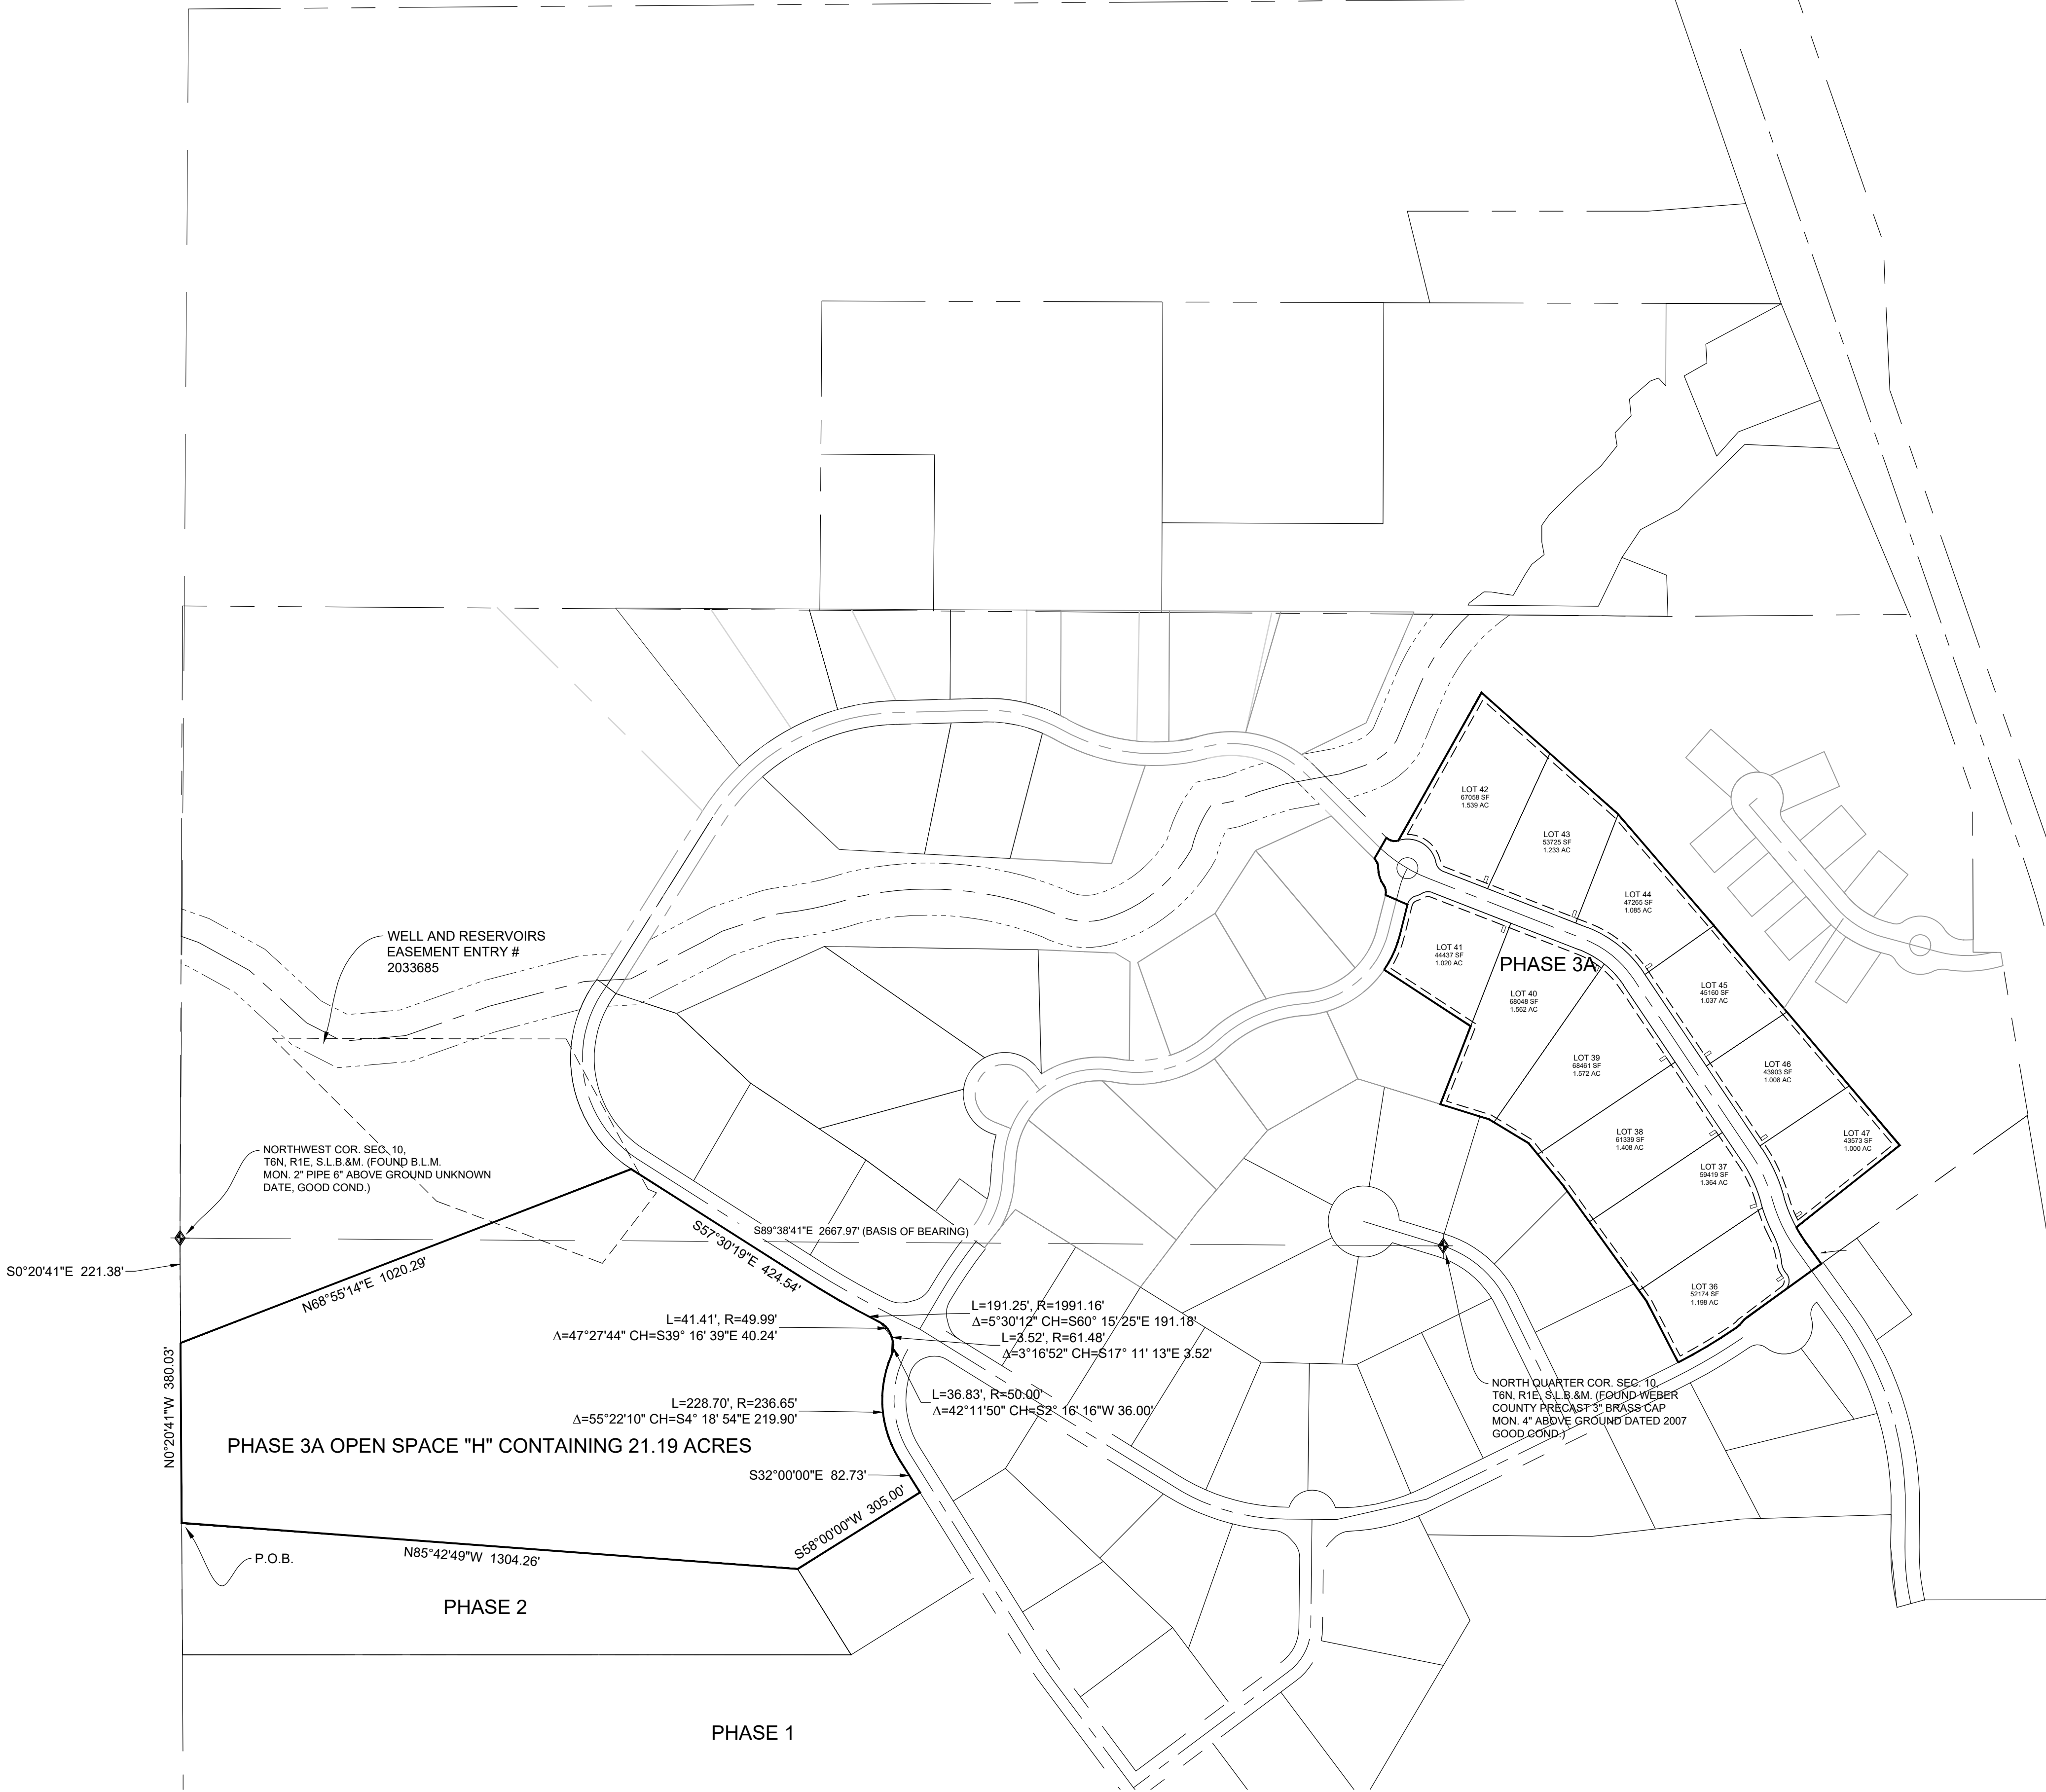 LOT 42
67058 SF
1.539 AC
LOT 43
53725 SF
1.233 AC
LOT 44
47265 SF
1.085 AC
WELL AND RESERVOIRS
EASEMENT ENTRY #
2033685
LOT 41
44437 SF
1.020 AC
PHASE 3A
LOT 40
68048 SF
1.562 AC
LOT 45
45160 SF
1.037 AC
LOT 39
68461 SF
1.572 AC
LOT 46
43903 SF
1.008 AC
LOT 38
61339 SF
1.408 AC
LOT 47
43573 SF
1.000 AC
LOT 37
59419 SF
1.364 AC
NORTHWEST COR. SEC. 10,
T6N, R1E, S.L.B.&M. (FOUND B.L.M.
MON. 2" PIPE 6" ABOVE GROUND UNKNOWN
DATE, GOOD COND.)
S89°38'41"E 2667.97' (BASIS OF BEARING)
S57°30'19"E 424.54'
S0°20'41"E 221.38'
N68°55'14"E 1020.29'
LOT 36
52174 SF
1.198 AC
L=191.25', R=1991.16'
Δ=5°30'12" CH=S60° 15' 25"E 191.18'
L=41.41', R=49.99'
Δ=47°27'44" CH=S39° 16' 39"E 40.24'
L=3.52', R=61.48'
Δ=3°16'52" CH=S17° 11' 13"E 3.52'
N0°20'41"W 380.03'
L=36.83', R=50.00'
Δ=42°11'50" CH=S2° 16' 16"W 36.00'
L=228.70', R=236.65'
Δ=55°22'10" CH=S4° 18' 54"E 219.90'
NORTH QUARTER COR. SEC. 10,
T6N, R1E, S.L.B.&M. (FOUND WEBER
COUNTY PRECAST 3" BRASS CAP
MON. 4" ABOVE GROUND DATED 2007
GOOD COND.)
PHASE 3A OPEN SPACE "H" CONTAINING 21.19 ACRES
S32°00'00"E 82.73'
S58°00'00"W 305.00'
P.O.B.
N85°42'49"W 1304.26'
PHASE 2
PHASE 1